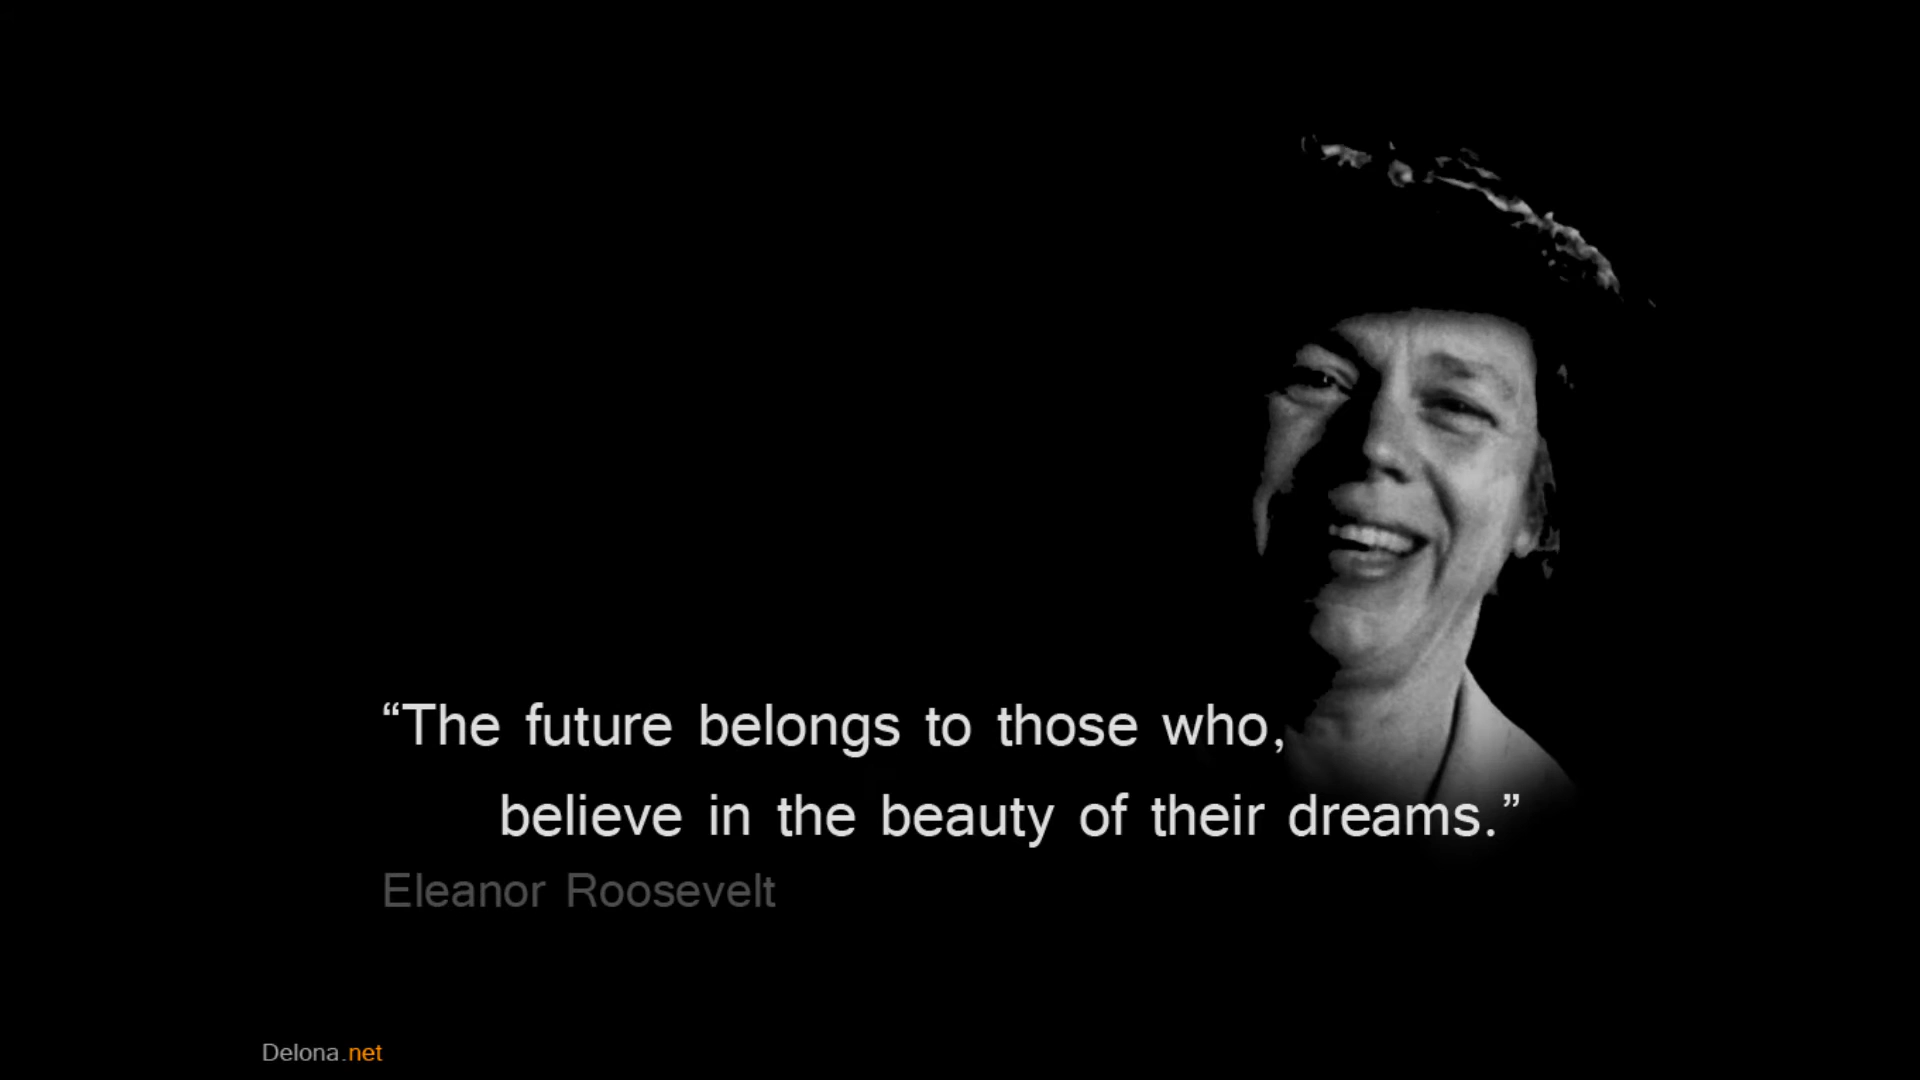 “The future belongs to those who,
believe in the beauty of their dreams.”
Eleanor Roosevelt
Delona.net